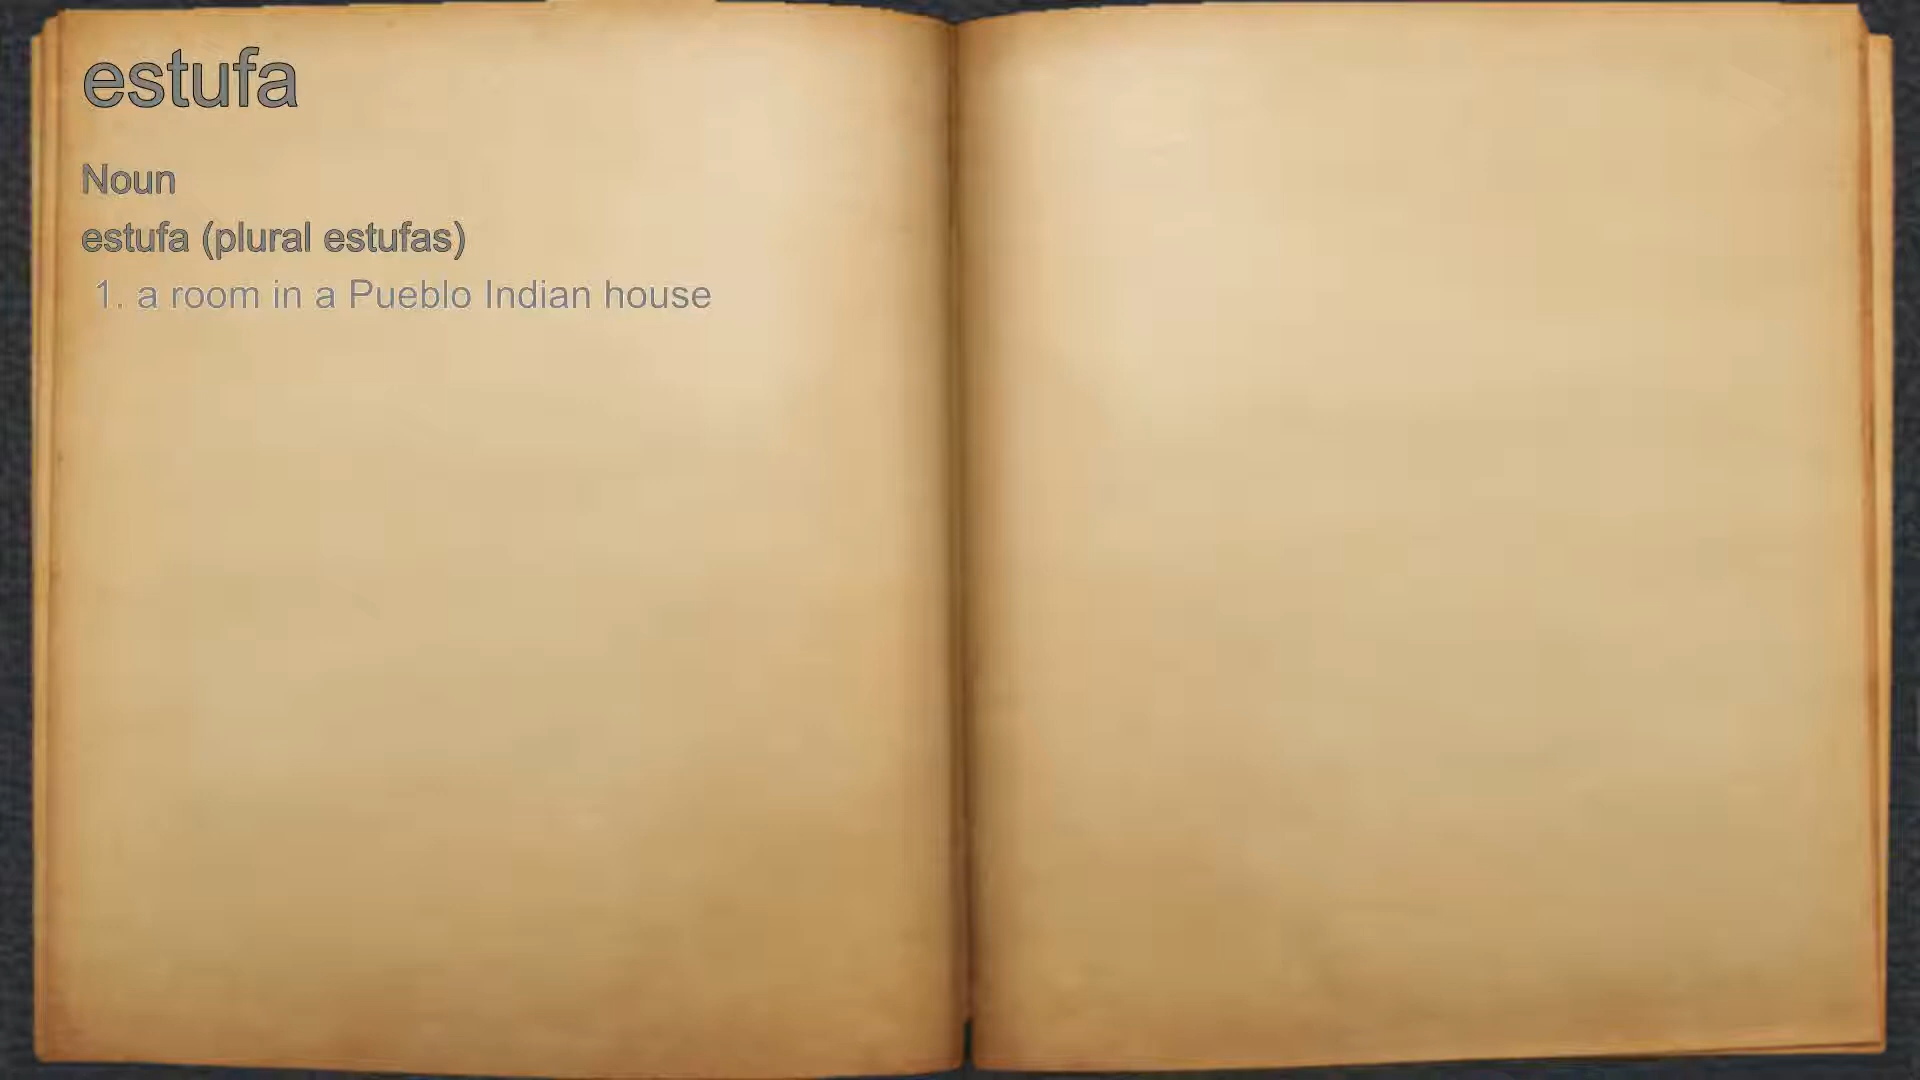 estufa
Noun
estufa (plural estufas)
1. a room in a Pueblo Indian house